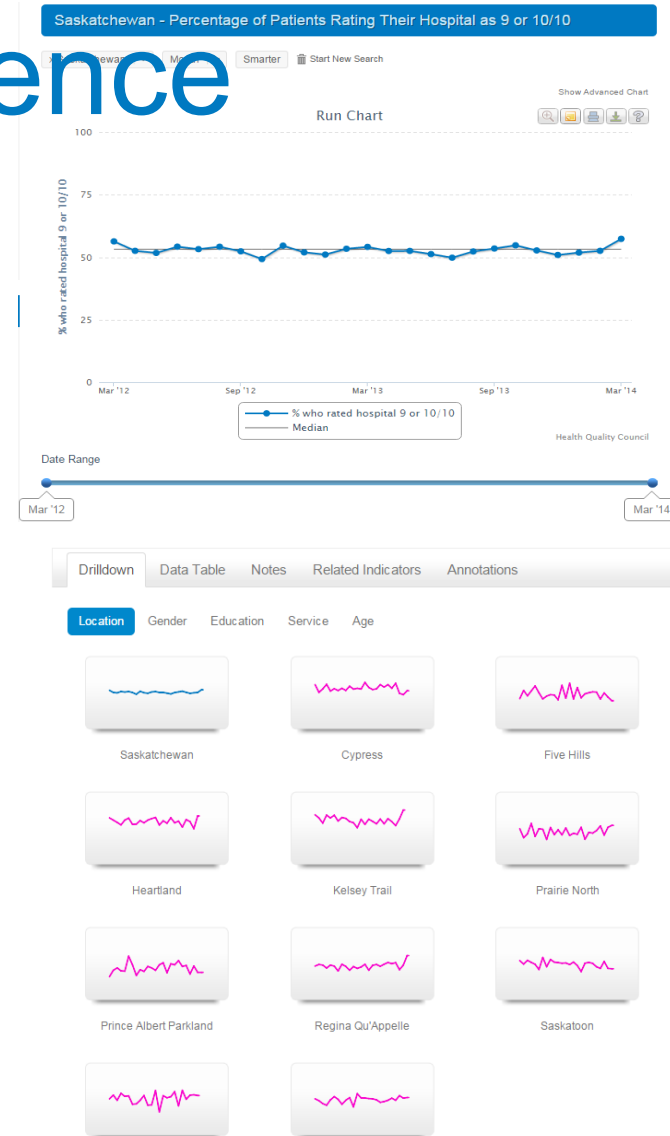 Saskatchewan - Percentage of Patients Rating Their Hospital as 9 or 10/10
ence
Smarter
Start New Search
Show Advanced Chart
Run Chart
100
75
50
25
0
% who rated hospital 9 or 10/10
Mar '12 Sep '12 Mar '13 Sep '13 Mar '14
% who rated hospital 9 or 10/10
Median
Health Quality Council
Date Range
Mar '12 Mar '14
Drilldown Data Table Notes Related Indicators Annotations
Location Gender Education Service Age
Saskatchewan Cypress Five Hills
Heartland Kelsey Trail Prairie North
Prince Albert Parkland Regina Qu'Appelle Saskatoon